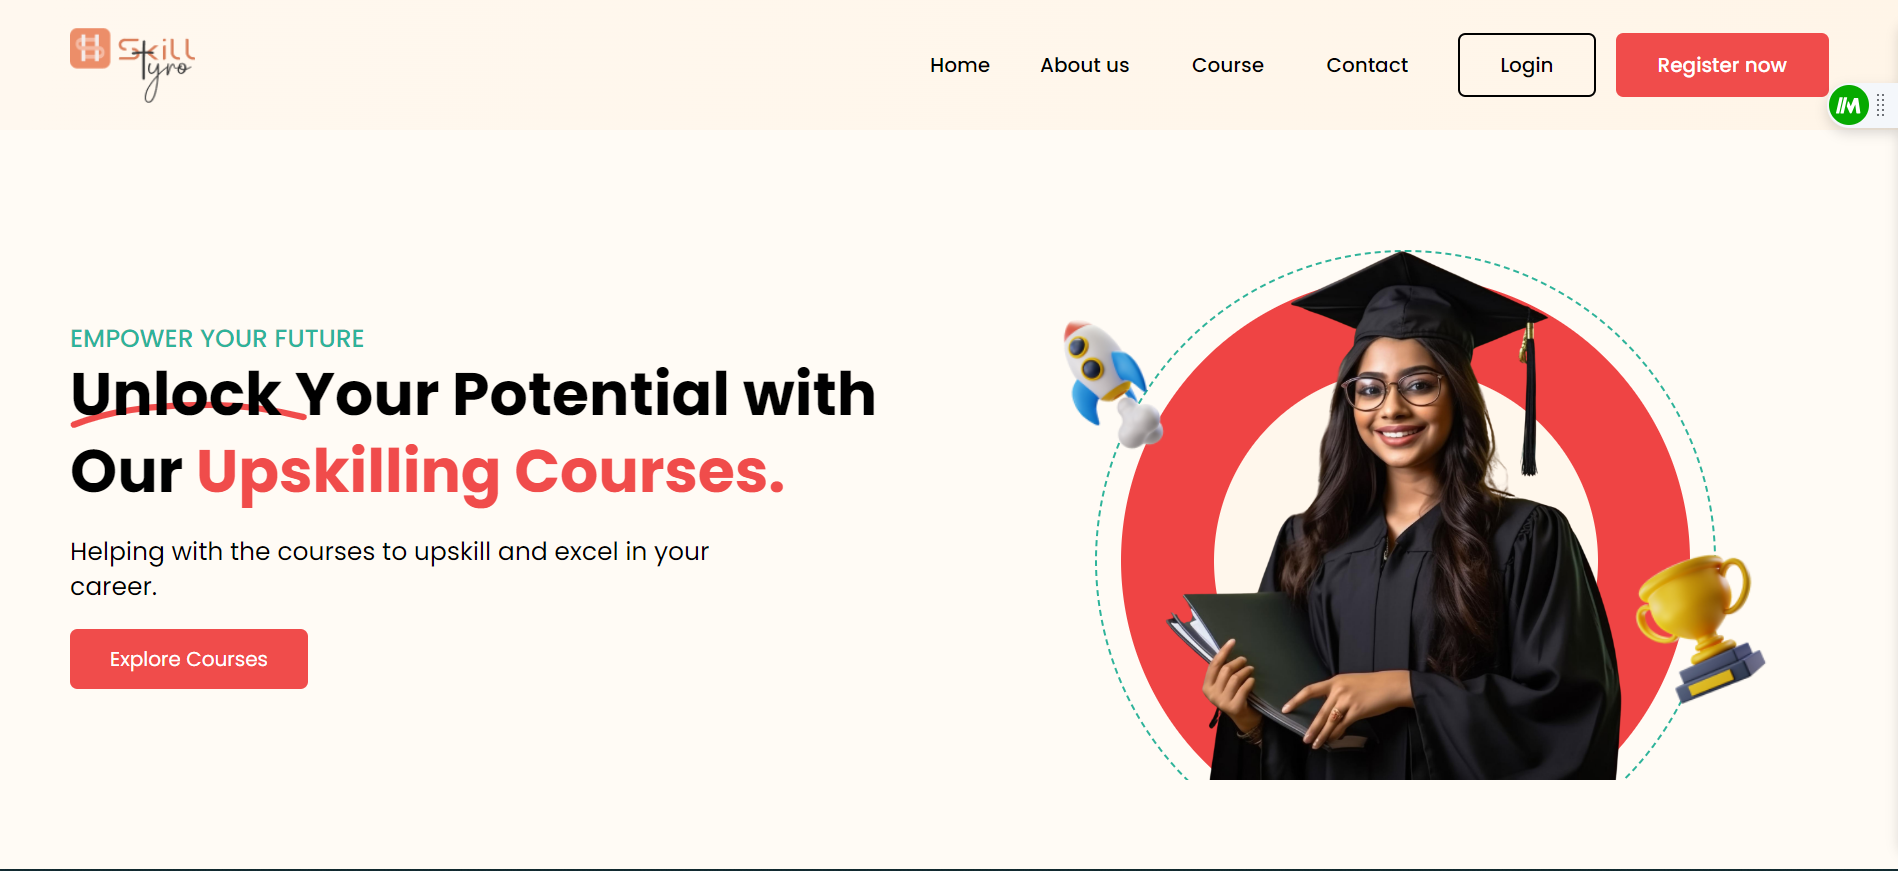 Skill
tyro
Home About us Course Contact Login Register now
EMPOWER YOUR FUTURE
Unlock Your Potential with
Our Upskilling Courses.
Helping with the courses to upskill and excel in your
career.
Explore Courses